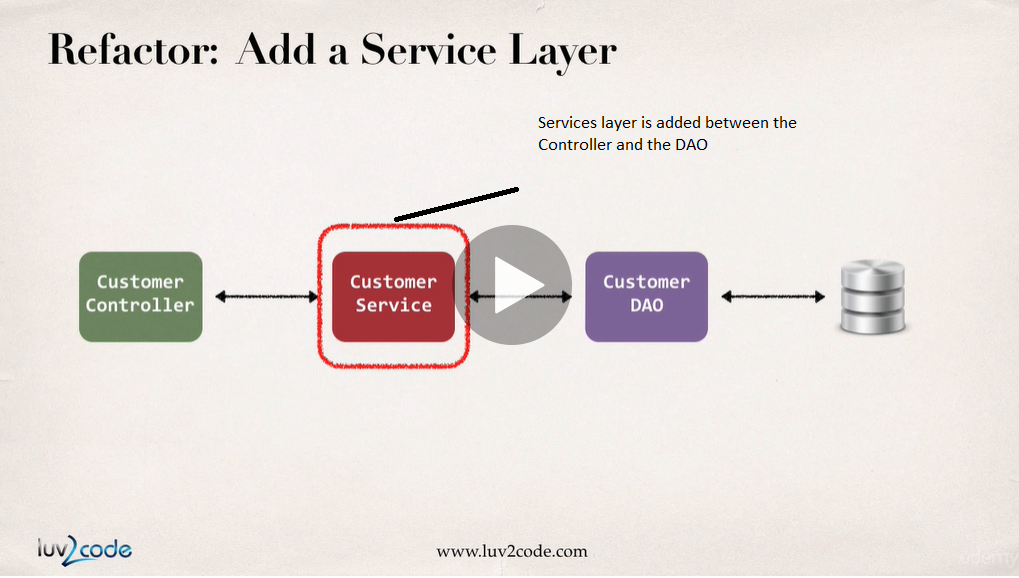 Refactor: Add a Service Layer
Services layer is added between the
Controller and the DAO
Customer
Controller
Customer
Service
Customer
DAO
luv2code
www.luv2code.com
udemy